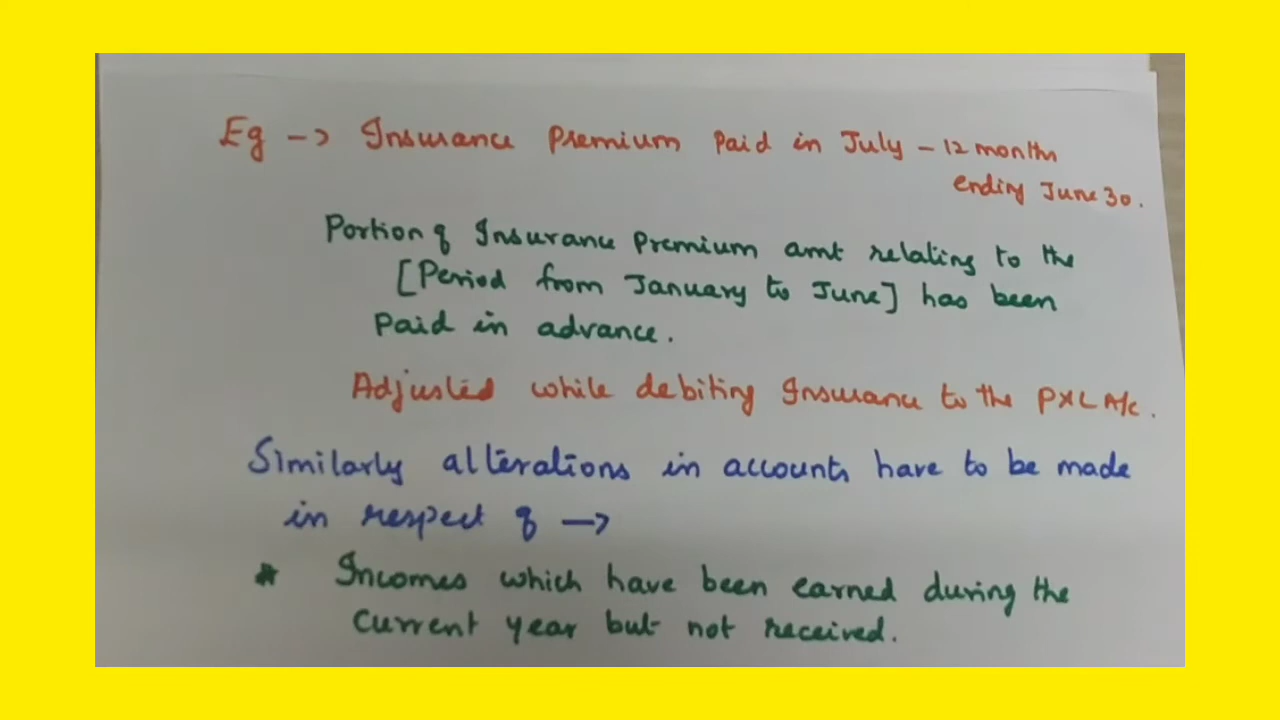 Eg -> Insurance Premium Paid in July - 12 months
ending June 30.
Portion of Insurance Premium amt relating to the
[Period from January to June] has been
paid in advance.
Adjusted while debiting Insurance to the P&L A/c.
Similarly alterations in accounts have to be made
in respect of ->
* Incomes which have been earned during the
current year but not received.